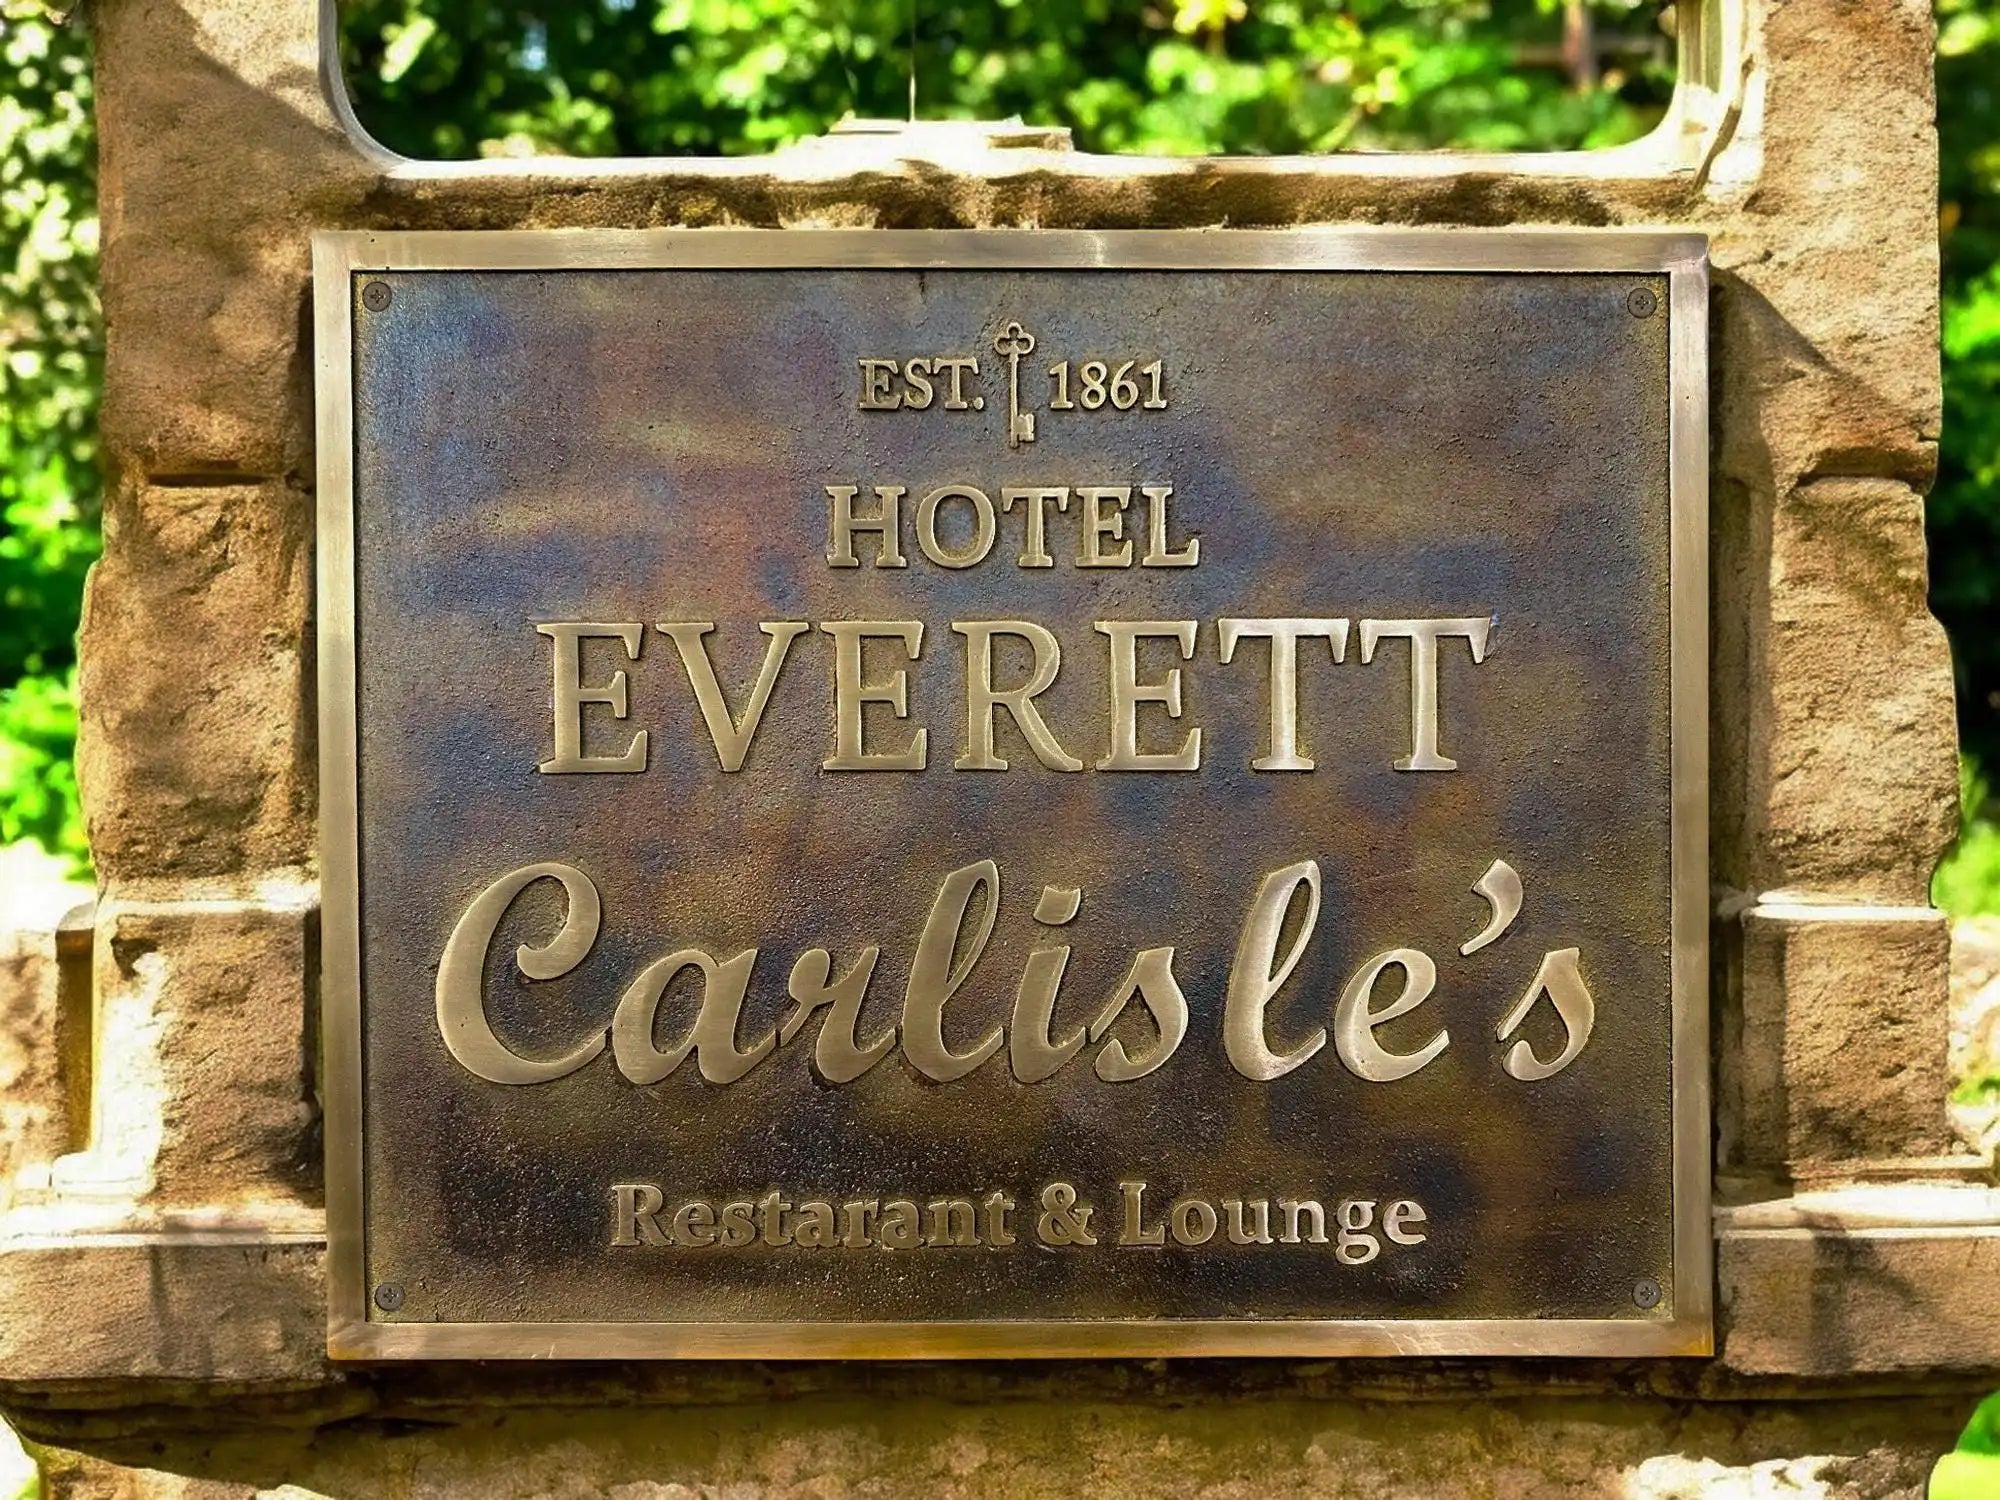 EST. 1861
HOTEL
EVERETT
Carlisle's
Restarant & Lounge